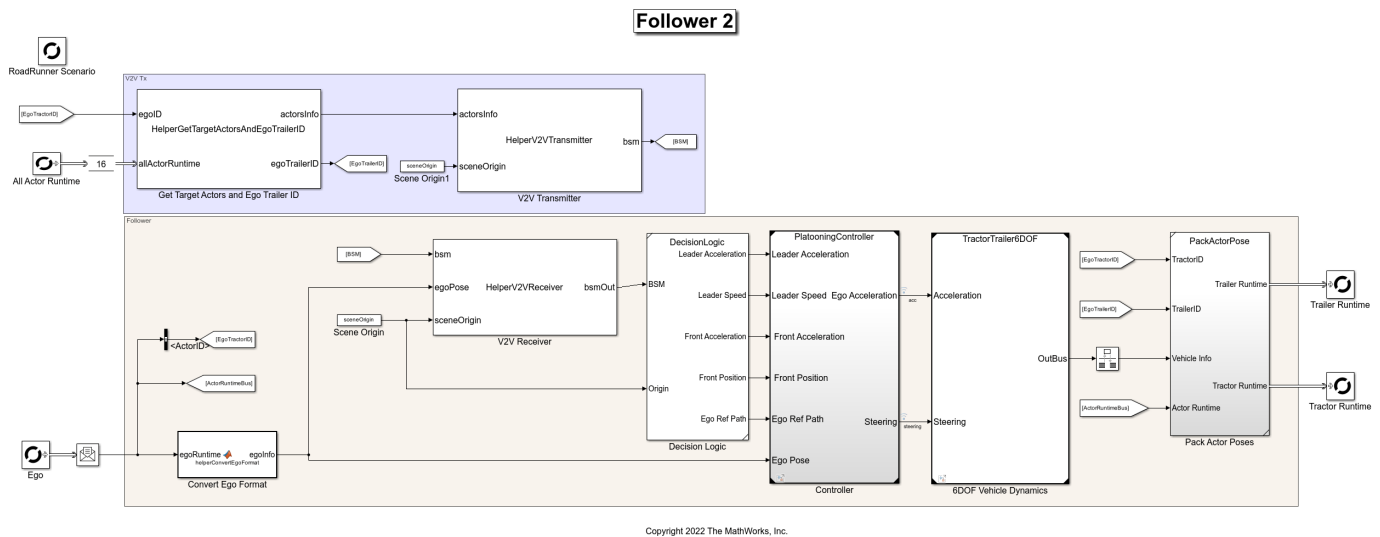 Follower 2
RoadRunner Scenario
V2V Tx
[EgoTractorID]
egoID
actorsInfo
HelperGetTargetActorsAndEgoTrailerID
allActorRuntime
egoTrailerID
Get Target Actors and Ego Trailer ID
All Actor Runtime
16
[EgoTrailerID]
sceneOrigin
Scene Origin1
actorsInfo
HelperV2VTransmitter
bsm
sceneOrigin
V2V Transmitter
[BSM]
Follower
[BSM]
bsm
egoPose
HelperV2VReceiver
bsmOut
sceneOrigin
V2V Receiver
sceneOrigin
Scene Origin
<ActorID>
[EgoTractorID]
[ActorRuntimeBus]
Ego
egoRuntime
egoInfo
helperConvertEgoFormat
Convert Ego Format
DecisionLogic
Leader Acceleration
BSM
Leader Speed
Front Acceleration
Front Position
Origin
Ego Ref Path
Decision Logic
PlatooningController
Leader Acceleration
Leader Speed
Ego Acceleration
Front Acceleration
Front Position
Ego Ref Path
Steering
Ego Pose
Controller
acc
steering
TractorTrailer6DOF
Acceleration
OutBus
Steering
6DOF Vehicle Dynamics
[EgoTractorID]
[EgoTrailerID]
[ActorRuntimeBus]
PackActorPose
TractorID
Trailer Runtime
TrailerID
Vehicle Info
Tractor Runtime
Actor Runtime
Pack Actor Poses
Trailer Runtime
Tractor Runtime
Copyright 2022 The MathWorks, Inc.